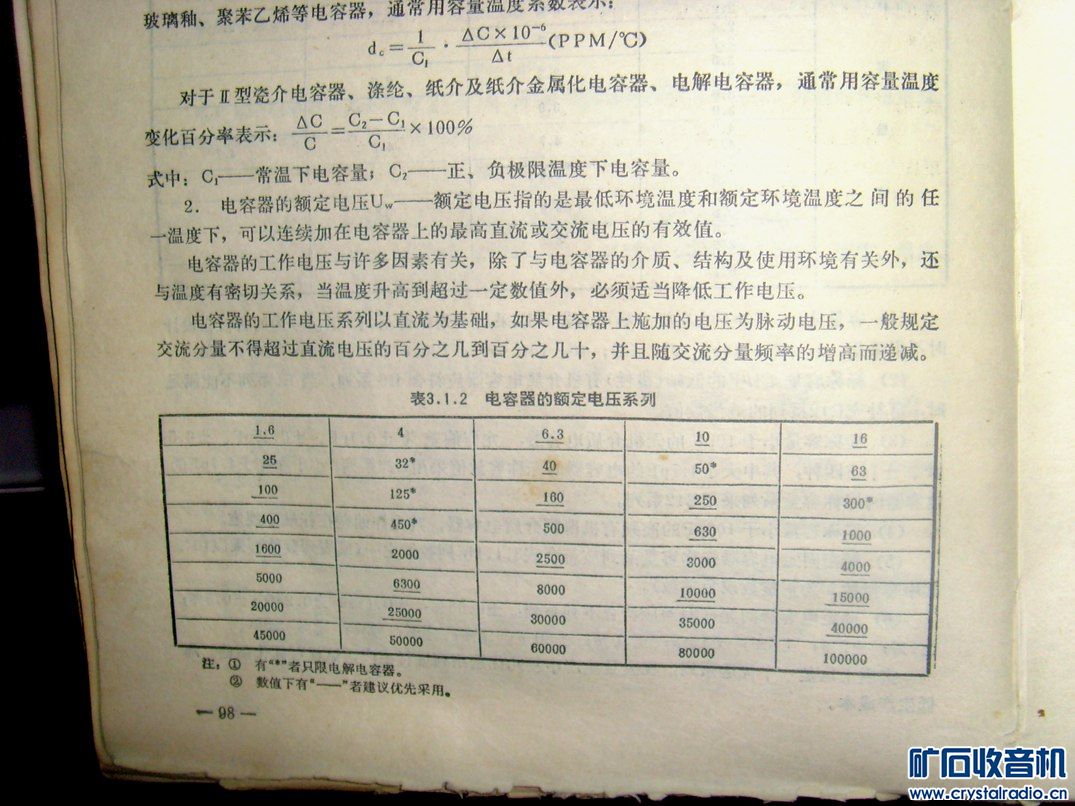 玻璃釉、聚苯乙烯等电容器，通常用容量温度系数表示：
d꜀=1/C₁·ΔC×10⁻⁶/Δt(PPM/℃)
对于Ⅱ型瓷介电容器、涤纶、纸介及纸介金属化电容器、电解电容器，通常用容量温度
变化百分率表示：ΔC/C=C₂−C₁/C₁×100%
式中：C₁——常温下电容量；C₂——正、负极限温度下电容量。
2．电容器的额定电压Uw——额定电压指的是最低环境温度和额定环境温度之间的任
一温度下，可以连续加在电容器上的最高直流或交流电压的有效值。
电容器的工作电压与许多因素有关，除了与电容器的介质、结构及使用环境有关外，还
与温度有密切关系，当温度升高到超过一定数值外，必须适当降低工作电压。
电容器的工作电压系列以直流为基础，如果电容器上施加的电压为脉动电压，一般规定
交流分量不得超过直流电压的百分之几到百分之几十，并且随交流分量频率的增高而递减。
表3.1.2 电容器的额定电压系列
1.6 4 6.3 10 16
25 32* 40 50* 63
100 125* 160 250 300*
400 450* 500 630 1000
1600 2000 2500 3000 4000
5000 6300 8000 10000 15000
20000 25000 30000 35000 40000
45000 50000 60000 80000 100000
注：① 有“*”者只限电解电容器。
② 数值下有“——”者建议优先采用。
—98—
矿石收音机
www.crystalradio.cn